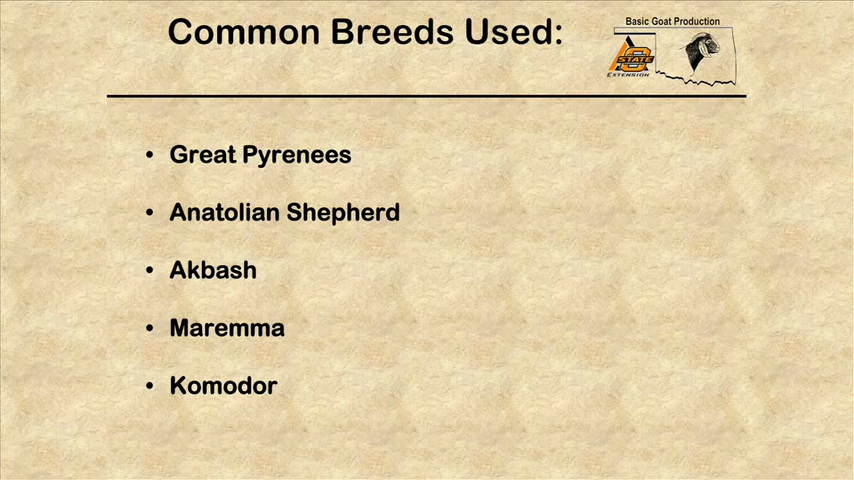 Common Breeds Used:
Basic Goat Production
O
STATE
EXTENSION
• Great Pyrenees
• Anatolian Shepherd
• Akbash
• Maremma
• Komodor